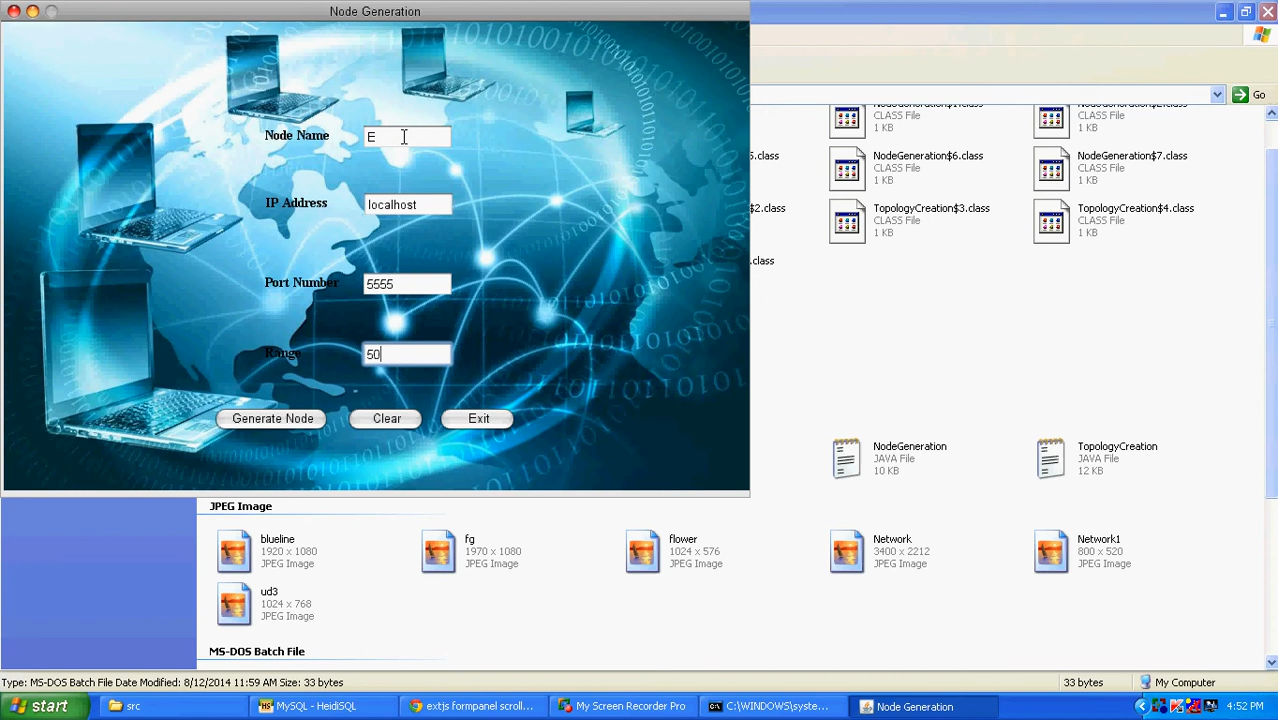 Node Generation
Node Name
E
IP Address
localhost
Port Number
5555
Range
50
Generate Node
Clear
Exit
Go
CLASS File
1 KB
CLASS File
1 KB
5.class
NodeGeneration$6.class
CLASS File
1 KB
NodeGeneration$7.class
CLASS File
1 KB
$2.class
TopologyCreation$3.class
CLASS File
1 KB
TopologyCreation$4.class
CLASS File
1 KB
.class
NodeGeneration
JAVA File
10 KB
TopologyCreation
JAVA File
12 KB
JPEG Image
blueline
1920 x 1080
JPEG Image
fg
1970 x 1080
JPEG Image
flower
1024 x 576
JPEG Image
Network
3400 x 2212
JPEG Image
Network1
800 x 520
JPEG Image
ud3
1024 x 768
JPEG Image
MS-DOS Batch File
Type: MS-DOS Batch File Date Modified: 8/12/2014 11:59 AM Size: 33 bytes
33 bytes
My Computer
start
src
MySQL - HeidiSQL
extjs formpanel scroll...
My Screen Recorder Pro
C:\WINDOWS\syste...
Node Generation
4:52 PM